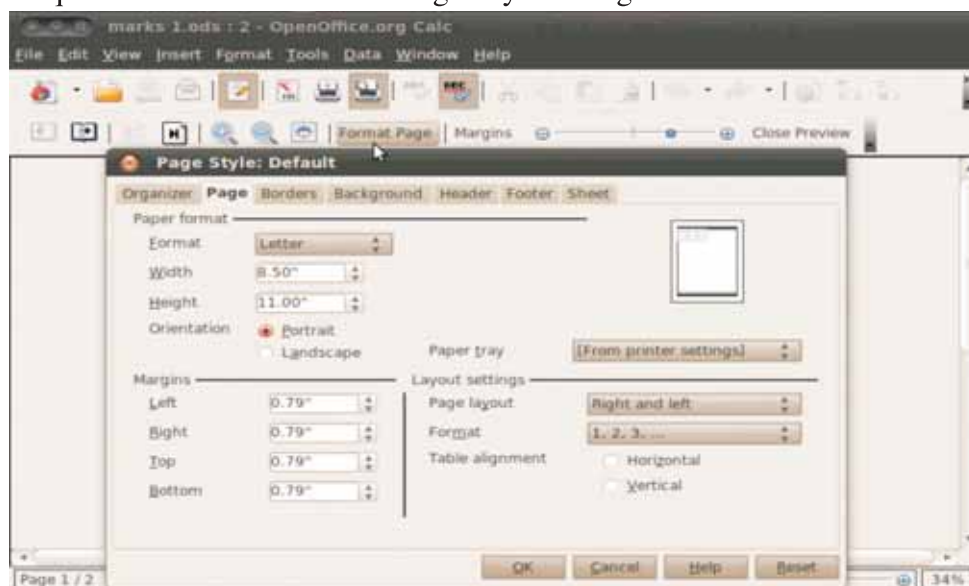 marks 1.ods : 2 - OpenOffice.org Calc
File Edit View Insert Format Tools Data Window Help
Format Page Margins Close Preview
Page Style: Default
Organizer Page Borders Background Header Footer Sheet
Paper format
Format Letter
Width 8.50"
Height 11.00"
Orientation Portrait
Landscape
Paper tray [From printer settings]
Margins Layout settings
Left 0.79" Page layout Right and left
Right 0.79" Format 1, 2, 3, ...
Top 0.79" Table alignment Horizontal
Bottom 0.79" Vertical
OK Cancel Help Reset
Page 1 / 2 34%